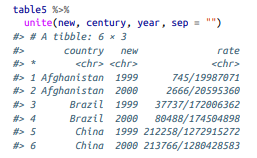 table5 %>%
unite(new, century, year, sep = "")
#> # A tibble: 6 × 3
#> country new rate
#> * <chr> <chr> <chr>
#> 1 Afghanistan 1999 745/19987071
#> 2 Afghanistan 2000 2666/20595360
#> 3 Brazil 1999 37737/172006362
#> 4 Brazil 2000 80488/174504898
#> 5 China 1999 212258/1272915272
#> 6 China 2000 213766/1280428583